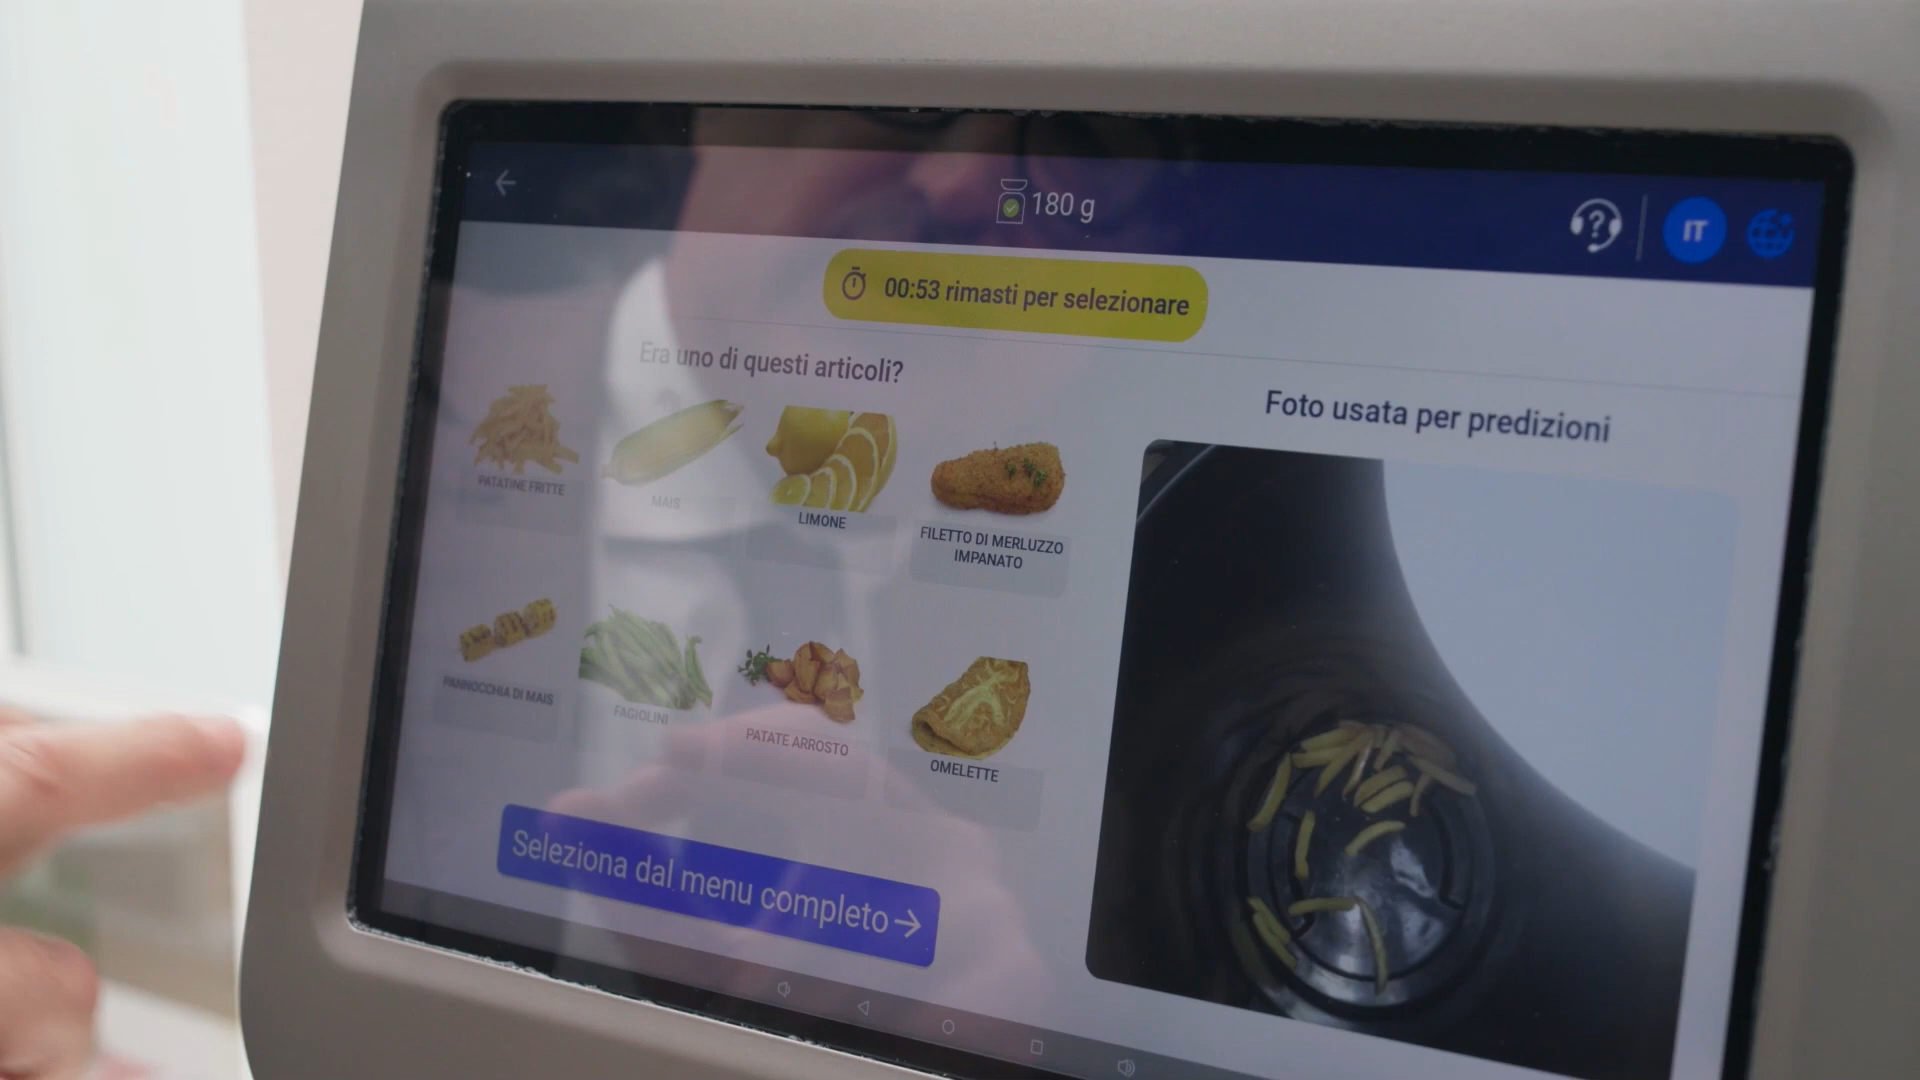 180 g
IT
00:53 rimasti per selezionare
Era uno di questi articoli?
Foto usata per predizioni
PATATINE FRITTE
MAIS
LIMONE
FILETTO DI MERLUZZO
IMPANATO
PANNOCCHIA DI MAIS
FAGIOLINI
PATATE ARROSTO
OMELETTE
Seleziona dal menu completo